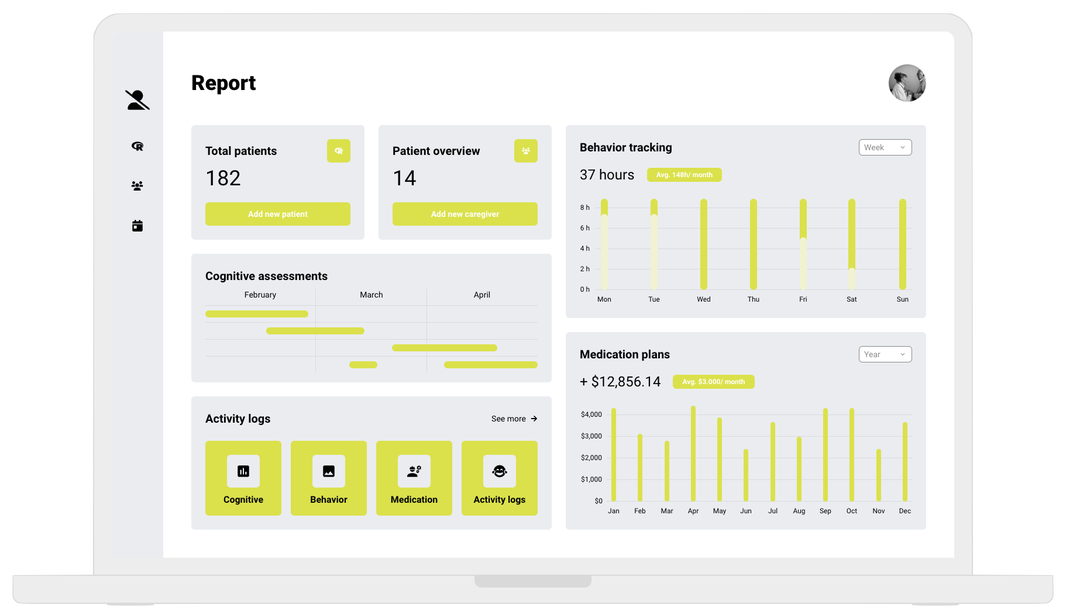 Report
Total patients
182
Add new patient
Patient overview
14
Add new caregiver
Cognitive assessments
February March April
Activity logs
See more
Cognitive
Behavior
Medication
Activity logs
Behavior tracking
Week
37 hours
Avg. 148h/ month
8 h
6 h
4 h
2 h
0 h
Mon Tue Wed Thu Fri Sat Sun
Medication plans
Year
+ $12,856.14
Avg. $3.000/ month
$4,000
$3,000
$2,000
$1,000
$0
Jan Feb Mar Apr May Jun Jul Aug Sep Oct Nov Dec